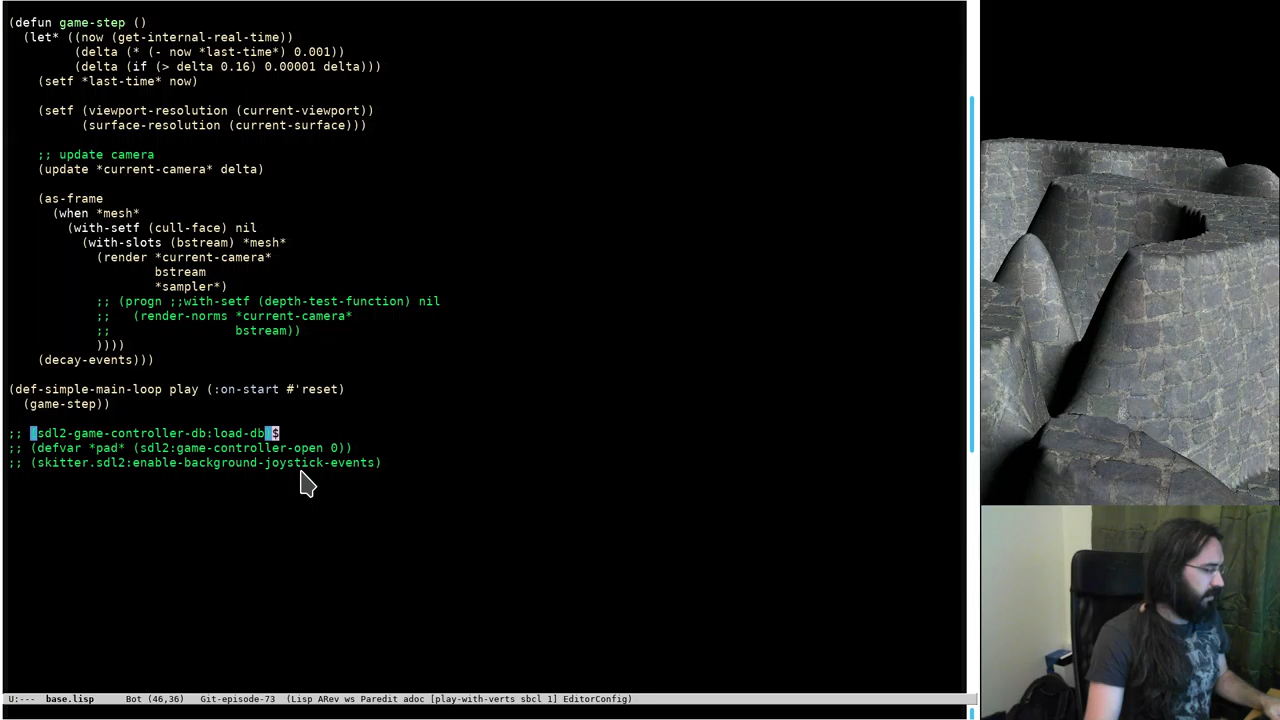 (defun game-step ()
  (let* ((now (get-internal-real-time))
         (delta (* (- now *last-time*) 0.001))
         (delta (if (> delta 0.16) 0.00001 delta)))
    (setf *last-time* now)

    (setf (viewport-resolution (current-viewport))
          (surface-resolution (current-surface)))

    ;; update camera
    (update *current-camera* delta)

    (as-frame
      (when *mesh*
        (with-setf (cull-face) nil
          (with-slots (bstream) *mesh*
            (render *current-camera*
                    bstream
                    *sampler*)
            ;; (progn ;;with-setf (depth-test-function) nil
            ;;   (render-norms *current-camera*
            ;;                 bstream))
            ))))
    (decay-events)))

(def-simple-main-loop play (:on-start #'reset)
  (game-step))

;; (sdl2-game-controller-db:load-db)$
;; (defvar *pad* (sdl2:game-controller-open 0))
;; (skitter.sdl2:enable-background-joystick-events)
U:---  base.lisp      Bot (46,36)   Git-episode-73  (Lisp ARev ws Paredit adoc [play-with-verts sbcl 1] EditorConfig)